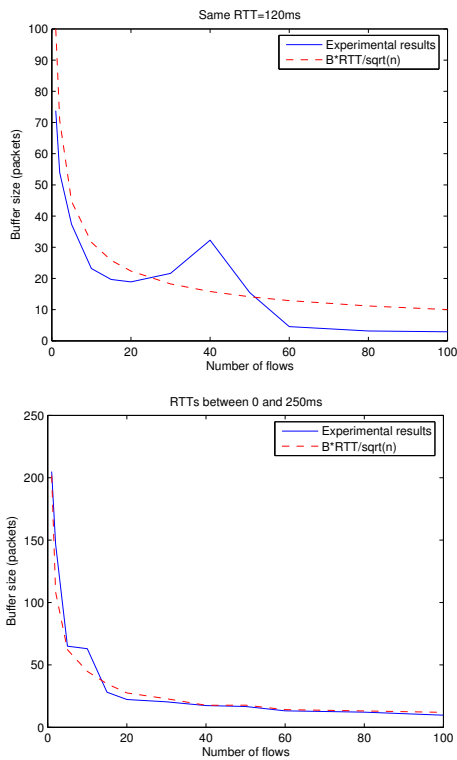 Same RTT=120ms
Experimental results
B*RTT/sqrt(n)
Buffer size (packets)
100
90
80
70
60
50
40
30
20
10
0
0 20 40 60 80 100
Number of flows
RTTs between 0 and 250ms
Experimental results
B*RTT/sqrt(n)
Buffer size (packets)
250
200
150
100
50
0
0 20 40 60 80 100
Number of flows